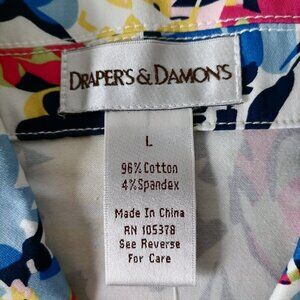 DRAPER'S & DAMON'S
L
96% Cotton
4% Spandex
Made In China
RN 105378
See Reverse
For Care